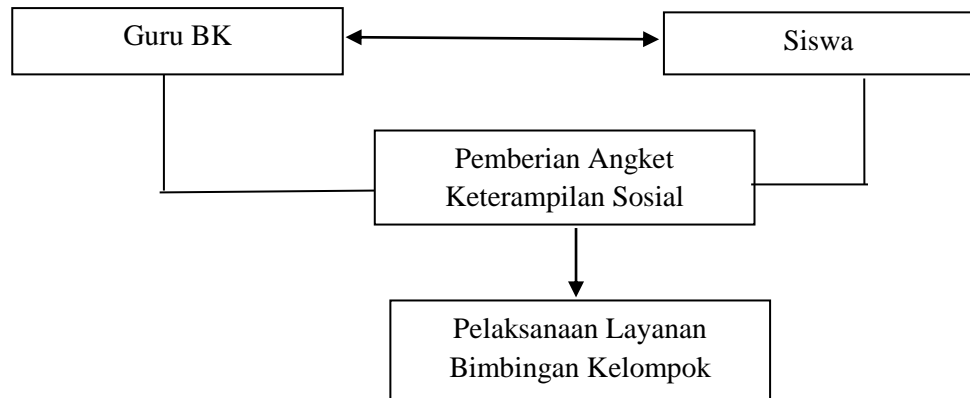 Guru BK
Siswa
Pemberian Angket
Keterampilan Sosial
Pelaksanaan Layanan
Bimbingan Kelompok